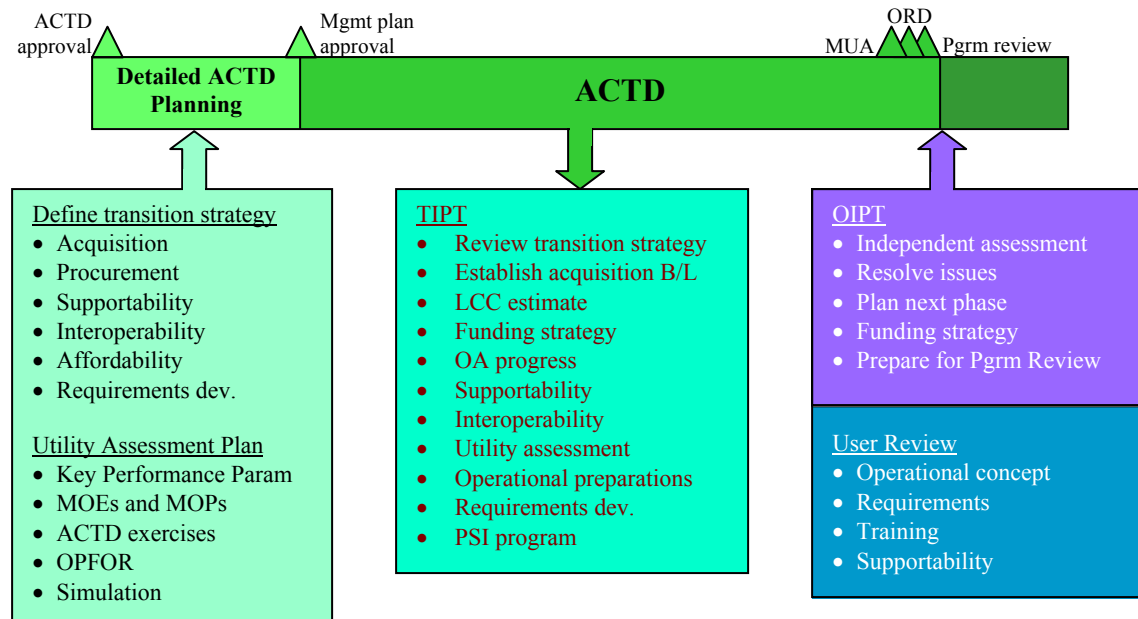 ACTD
approval
Mgmt plan
approval
ORD
MUA
Pgrm review
Detailed ACTD
Planning
ACTD
Define transition strategy
• Acquisition
• Procurement
• Supportability
• Interoperability
• Affordability
• Requirements dev.
Utility Assessment Plan
• Key Performance Param
• MOEs and MOPs
• ACTD exercises
• OPFOR
• Simulation
TIPT
• Review transition strategy
• Establish acquisition B/L
• LCC estimate
• Funding strategy
• OA progress
• Supportability
• Interoperability
• Utility assessment
• Operational preparations
• Requirements dev.
• PSI program
OIPT
• Independent assessment
• Resolve issues
• Plan next phase
• Funding strategy
• Prepare for Pgrm Review
User Review
• Operational concept
• Requirements
• Training
• Supportability